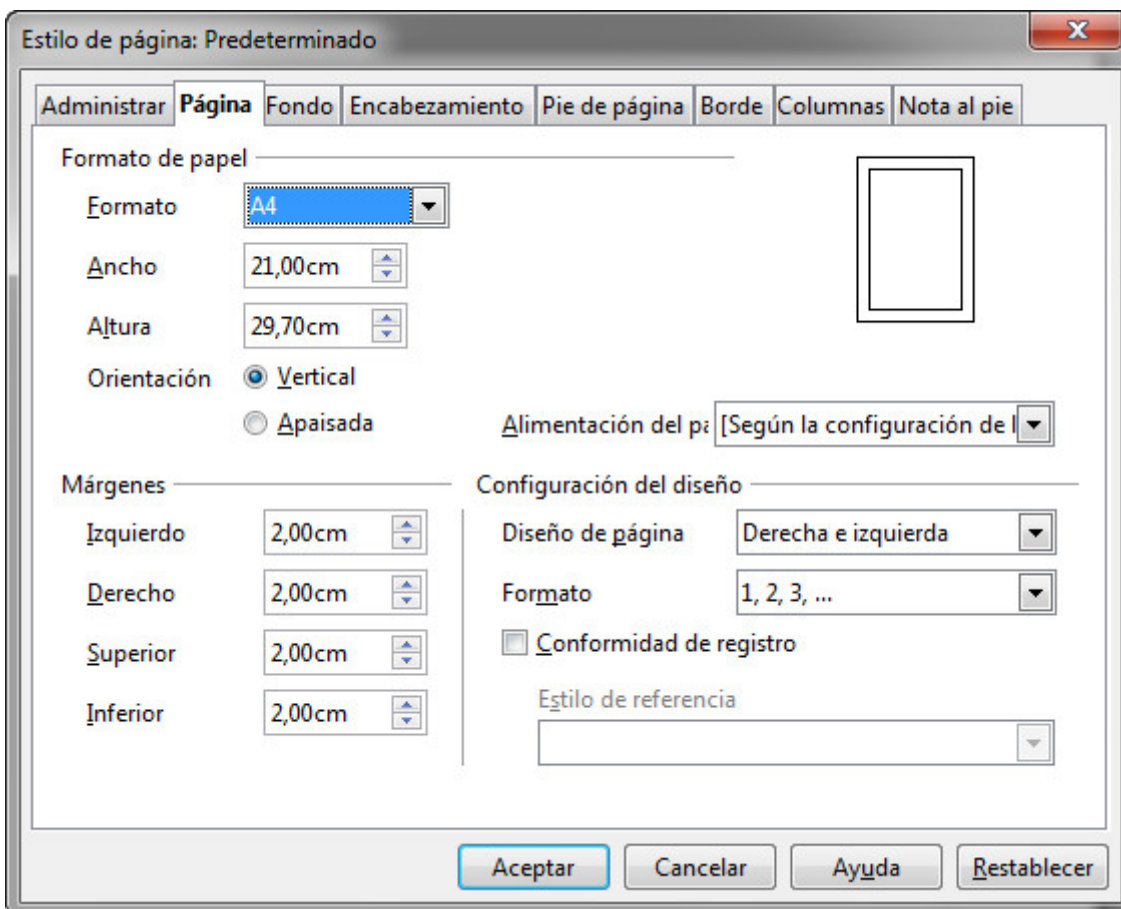 Estilo de página: Predeterminado
Administrar Página Fondo Encabezamiento Pie de página Borde Columnas Nota al pie
Formato de papel
Formato A4
Ancho 21,00cm
Altura 29,70cm
Orientación Vertical
Apaisada Alimentación del pa [Según la configuración de l
Márgenes Configuración del diseño
Izquierdo 2,00cm Diseño de página Derecha e izquierda
Derecho 2,00cm Formato 1, 2, 3, ...
Superior 2,00cm Conformidad de registro
Inferior 2,00cm Estilo de referencia
Aceptar Cancelar Ayuda Restablecer